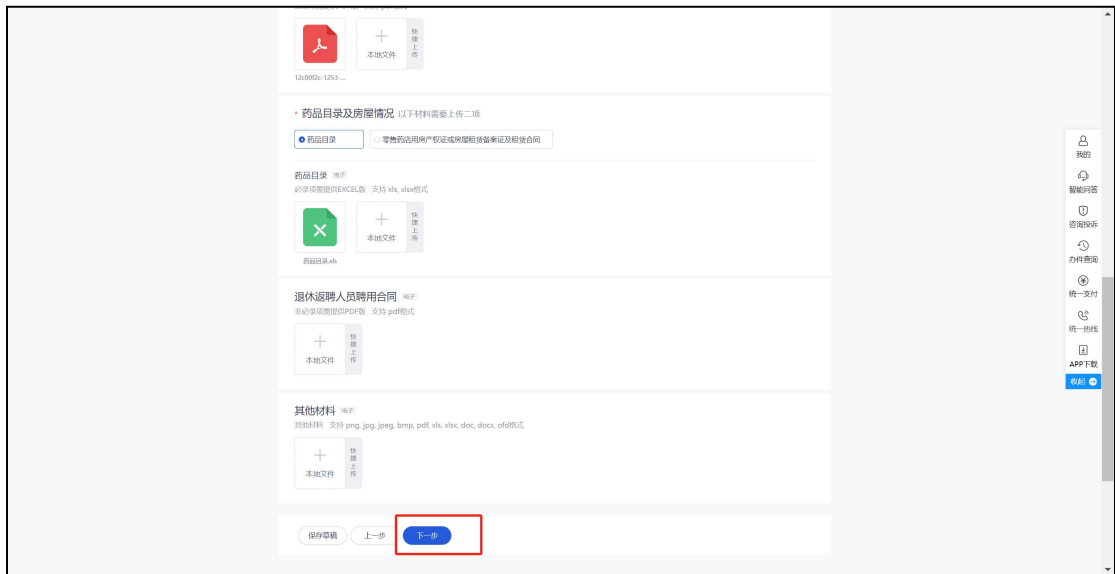 本地文件
快捷上传
12c00f2c-1253-...
* 药品目录及房屋情况 以下材料需要上传二项
药品目录
零售药店用房产权证或房屋租赁备案证及租赁合同
药品目录 电子
必录项需提供EXCEL版 支持 xls, xlsx格式
本地文件
快捷上传
药品目录.xls
退休返聘人员聘用合同 电子
非必录项需提供PDF版 支持 pdf格式
本地文件
快捷上传
其他材料 电子
其他材料 支持 png, jpg, jpeg, bmp, pdf, xls, xlsx, doc, docx, ofd格式
本地文件
快捷上传
保存草稿
上一步
下一步
我的
智能问答
咨询投诉
办件查询
统一支付
统一热线
APP下载
收起